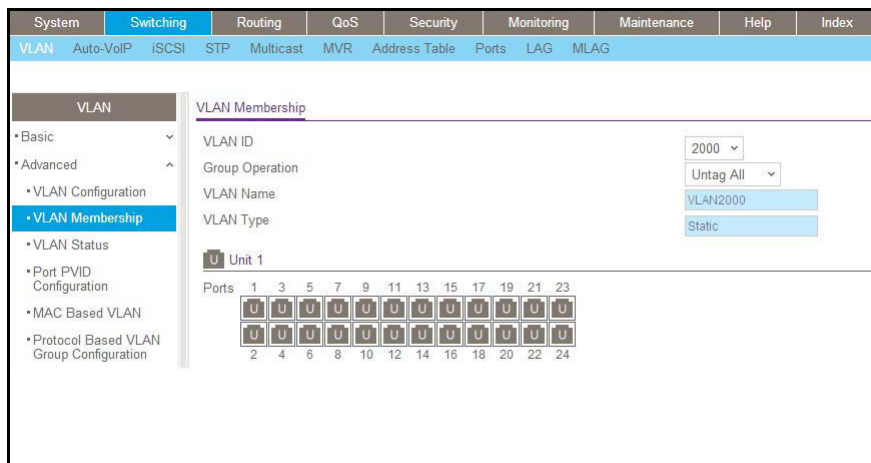 System Switching Routing QoS Security Monitoring Maintenance Help Index
VLAN Auto-VoIP iSCSI STP Multicast MVR Address Table Ports LAG MLAG
VLAN
• Basic
• Advanced
• VLAN Configuration
• VLAN Membership
• VLAN Status
• Port PVID
Configuration
• MAC Based VLAN
• Protocol Based VLAN
Group Configuration
VLAN Membership
VLAN ID 2000
Group Operation Untag All
VLAN Name VLAN2000
VLAN Type Static
U Unit 1
Ports 1 3 5 7 9 11 13 15 17 19 21 23
U U U U U U U U U U U U
U U U U U U U U U U U U
2 4 6 8 10 12 14 16 18 20 22 24